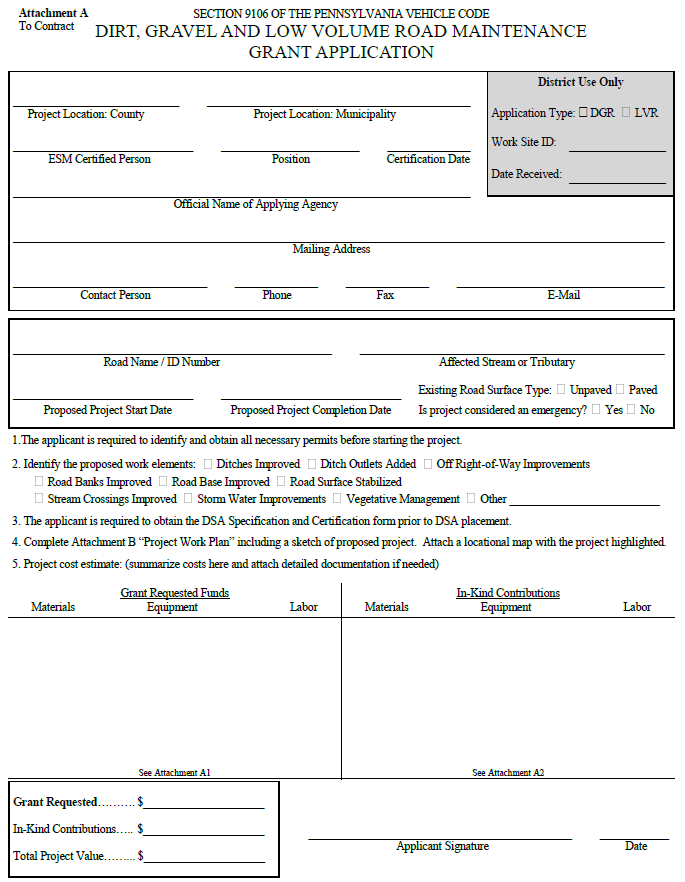 Attachment A
To Contract
SECTION 9106 OF THE PENNSYLVANIA VEHICLE CODE
DIRT, GRAVEL AND LOW VOLUME ROAD MAINTENANCE
GRANT APPLICATION
District Use Only
Application Type: ☐ DGR ☐ LVR
Work Site ID:
Date Received:
Project Location: County Project Location: Municipality
ESM Certified Person Position Certification Date
Official Name of Applying Agency
Mailing Address
Contact Person Phone Fax E-Mail
Road Name / ID Number Affected Stream or Tributary
Existing Road Surface Type: ☐ Unpaved ☐ Paved
Proposed Project Start Date Proposed Project Completion Date Is project considered an emergency? ☐ Yes ☐ No
1.The applicant is required to identify and obtain all necessary permits before starting the project.
2. Identify the proposed work elements: ☐ Ditches Improved ☐ Ditch Outlets Added ☐ Off Right-of-Way Improvements
☐ Road Banks Improved ☐ Road Base Improved ☐ Road Surface Stabilized
☐ Stream Crossings Improved ☐ Storm Water Improvements ☐ Vegetative Management ☐ Other
3. The applicant is required to obtain the DSA Specification and Certification form prior to DSA placement.
4. Complete Attachment B “Project Work Plan” including a sketch of proposed project. Attach a locational map with the project highlighted.
5. Project cost estimate: (summarize costs here and attach detailed documentation if needed)
Grant Requested Funds In-Kind Contributions
Materials Equipment Labor Materials Equipment Labor
See Attachment A1 See Attachment A2
Grant Requested………. $
In-Kind Contributions….. $
Total Project Value……... $
Applicant Signature Date